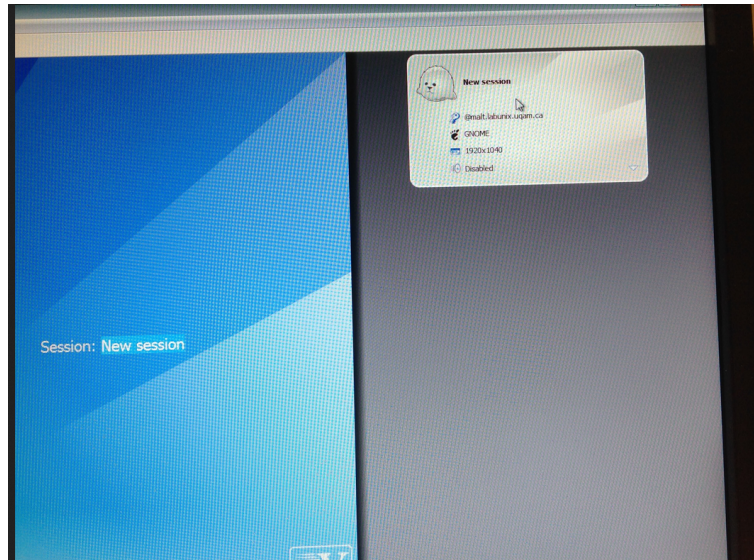 Session: New session
New session
@malt.labunix.uqam.ca
GNOME
1920x1040
Disabled